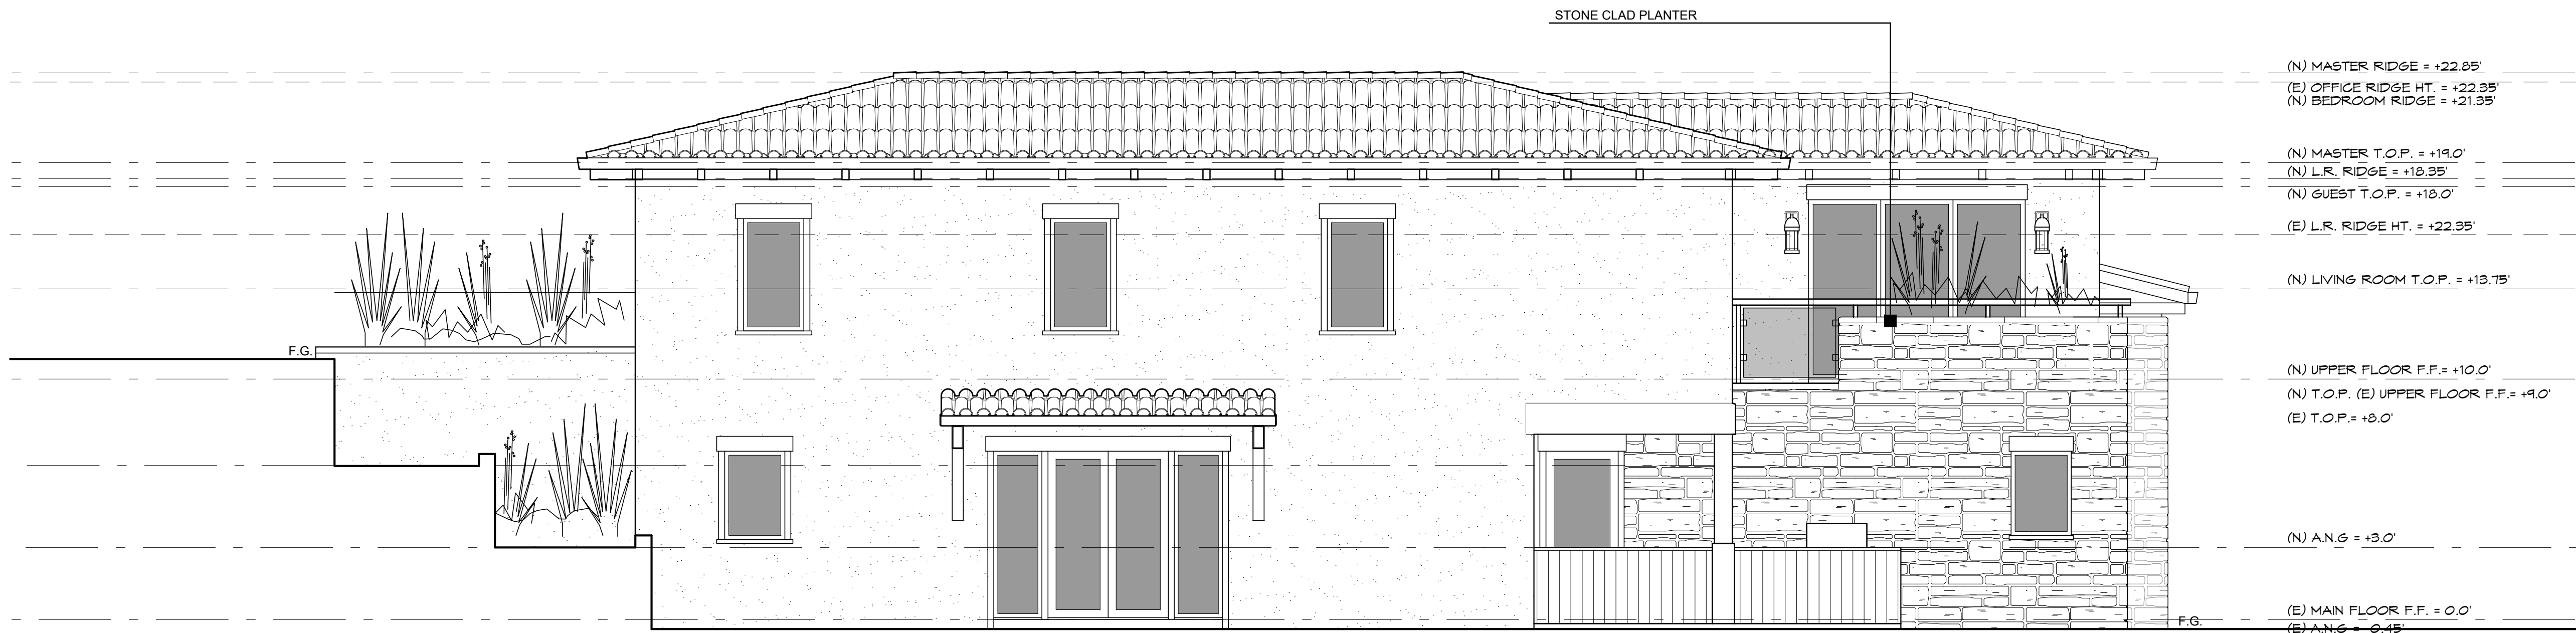 STONE CLAD PLANTER
(N) MASTER RIDGE = +22.85'
(E) OFFICE RIDGE HT. = +22.35'
(N) BEDROOM RIDGE = +21.35'
(N) MASTER T.O.P. = +19.0'
(N) L.R. RIDGE = +18.35'
(N) GUEST T.O.P. = +18.0'
(E) L.R. RIDGE HT. = +22.35'
(N) LIVING ROOM T.O.P. = +13.75'
F.G.
(N) UPPER FLOOR F.F.= +10.0'
(N) T.O.P. (E) UPPER FLOOR F.F.= +9.0'
(E) T.O.P.= +8.0'
(N) A.N.G = +3.0'
(E) MAIN FLOOR F.F. = 0.0'
F.G.
(E) A.N.G = -0.45'